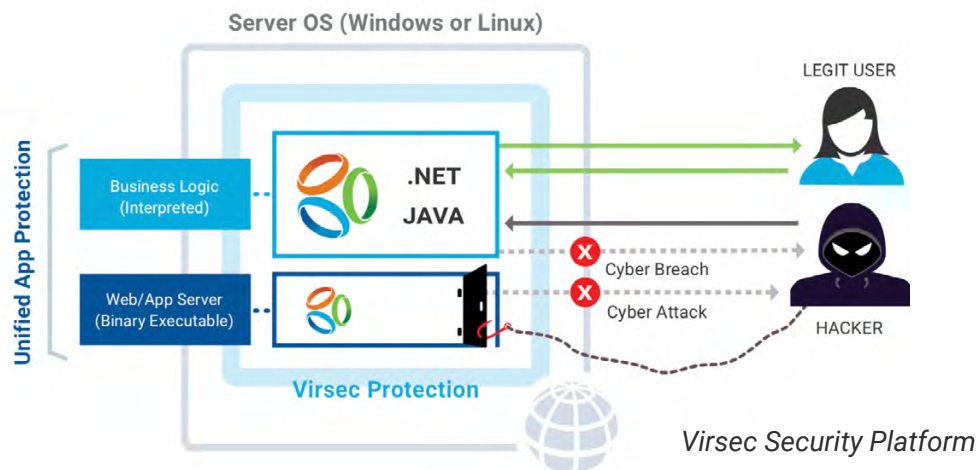 Server OS (Windows or Linux)
LEGIT USER
Unified App Protection
Business Logic
(Interpreted)
.NET
JAVA
X
Cyber Breach
Web/App Server
(Binary Executable)
X
Cyber Attack
HACKER
Virsec Protection
Virsec Security Platform